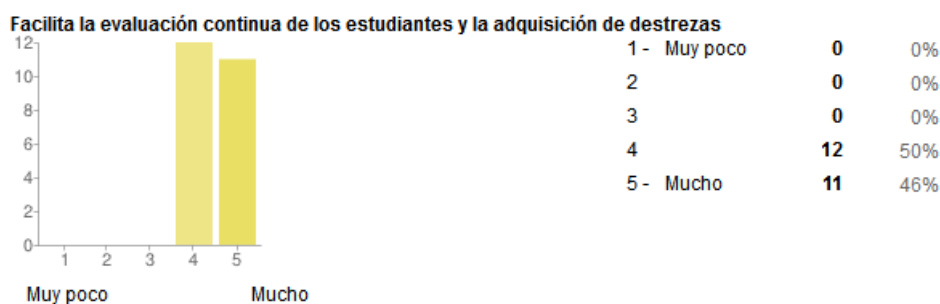 Facilita la evaluación continua de los estudiantes y la adquisición de destrezas
12
10
8
6
4
2
0
1 2 3 4 5
Muy poco Mucho
1 - Muy poco 0 0%
2 0 0%
3 0 0%
4 12 50%
5 - Mucho 11 46%